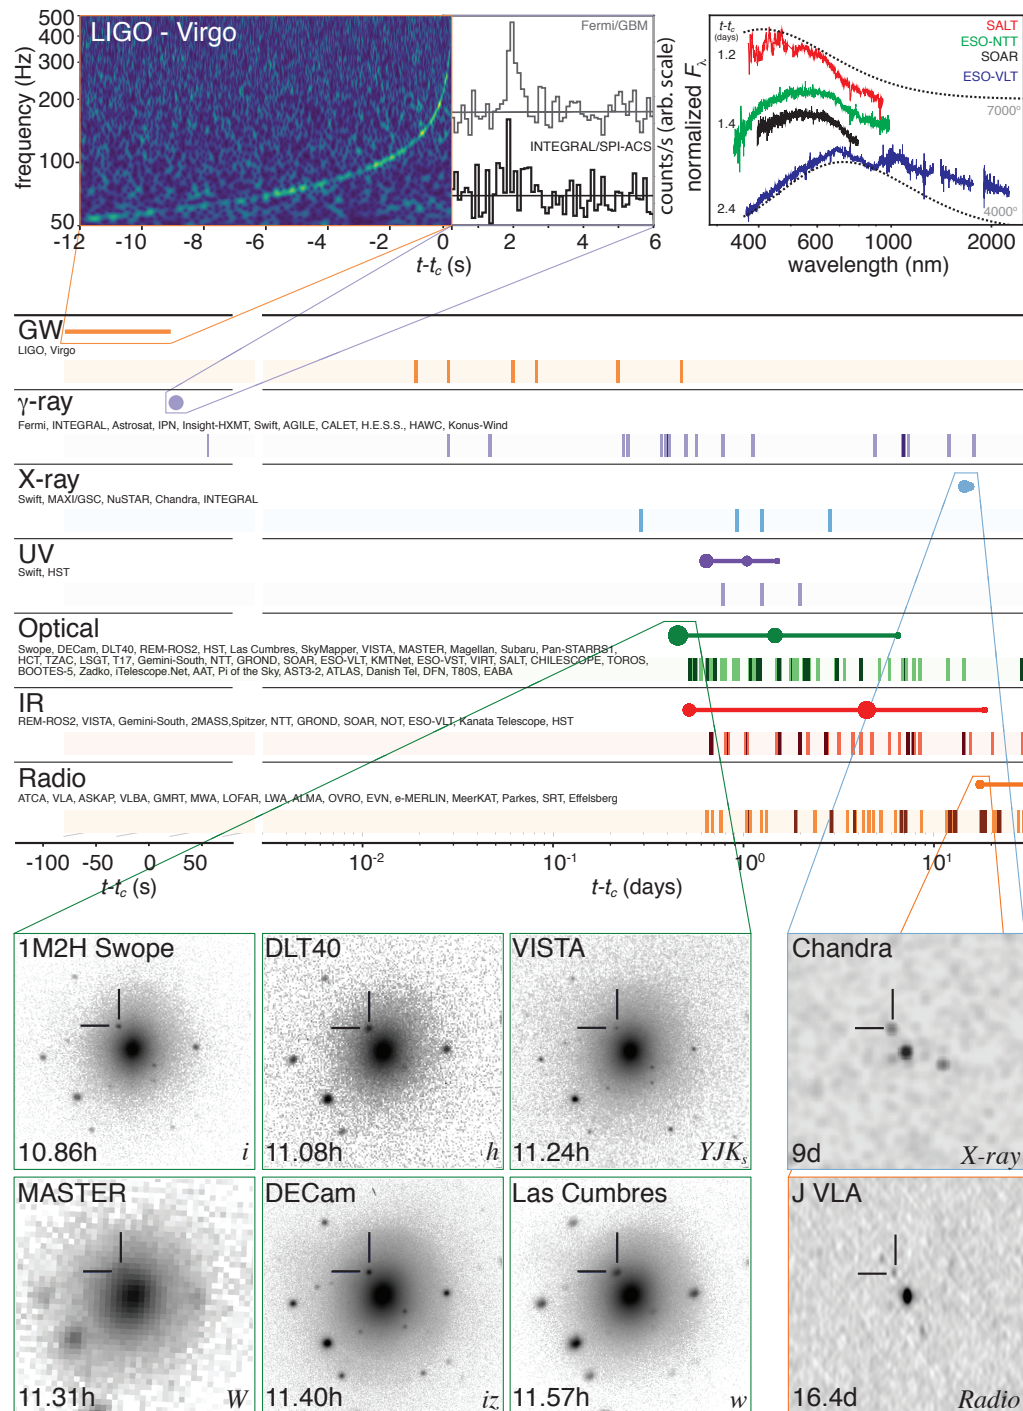 LIGO - Virgo
500
400
300
200
100
50
frequency (Hz)
-12 -10 -8 -6 -4 -2 0 2 4 6
t-tc (s)
Fermi/GBM
INTEGRAL/SPI-ACS
counts/s (arb. scale)
normalized Fλ
t-tc
(days)
1.2
1.4
2.4
SALT
ESO-NTT
SOAR
ESO-VLT
7000°
4000°
400 600 1000 2000
wavelength (nm)
GW
LIGO, Virgo
γ-ray
Fermi, INTEGRAL, Astrosat, IPN, Insight-HXMT, Swift, AGILE, CALET, H.E.S.S., HAWC, Konus-Wind
X-ray
Swift, MAXI/GSC, NuSTAR, Chandra, INTEGRAL
UV
Swift, HST
Optical
Swope, DECam, DLT40, REM-ROS2, HST, Las Cumbres, SkyMapper, VISTA, MASTER, Magellan, Subaru, Pan-STARRS1,
HCT, TZAC, LSGT, T17, Gemini-South, NTT, GROND, SOAR, ESO-VLT, KMTNet, ESO-VST, VIRT, SALT, CHILESCOPE, TOROS,
BOOTES-5, Zadko, iTelescope.Net, AAT, Pi of the Sky, AST3-2, ATLAS, Danish Tel, DFN, T80S, EABA
IR
REM-ROS2, VISTA, Gemini-South, 2MASS,Spitzer, NTT, GROND, SOAR, NOT, ESO-VLT, Kanata Telescope, HST
Radio
ATCA, VLA, ASKAP, VLBA, GMRT, MWA, LOFAR, LWA, ALMA, OVRO, EVN, e-MERLIN, MeerKAT, Parkes, SRT, Effelsberg
-100 -50 0 50 10⁻² 10⁻¹ 10⁰ 10¹
t-tc (s) t-tc (days)
1M2H Swope
10.86h i
DLT40
11.08h h
VISTA
11.24h YJKs
Chandra
9d X-ray
MASTER
11.31h W
DECam
11.40h iz
Las Cumbres
11.57h w
J VLA
16.4d Radio